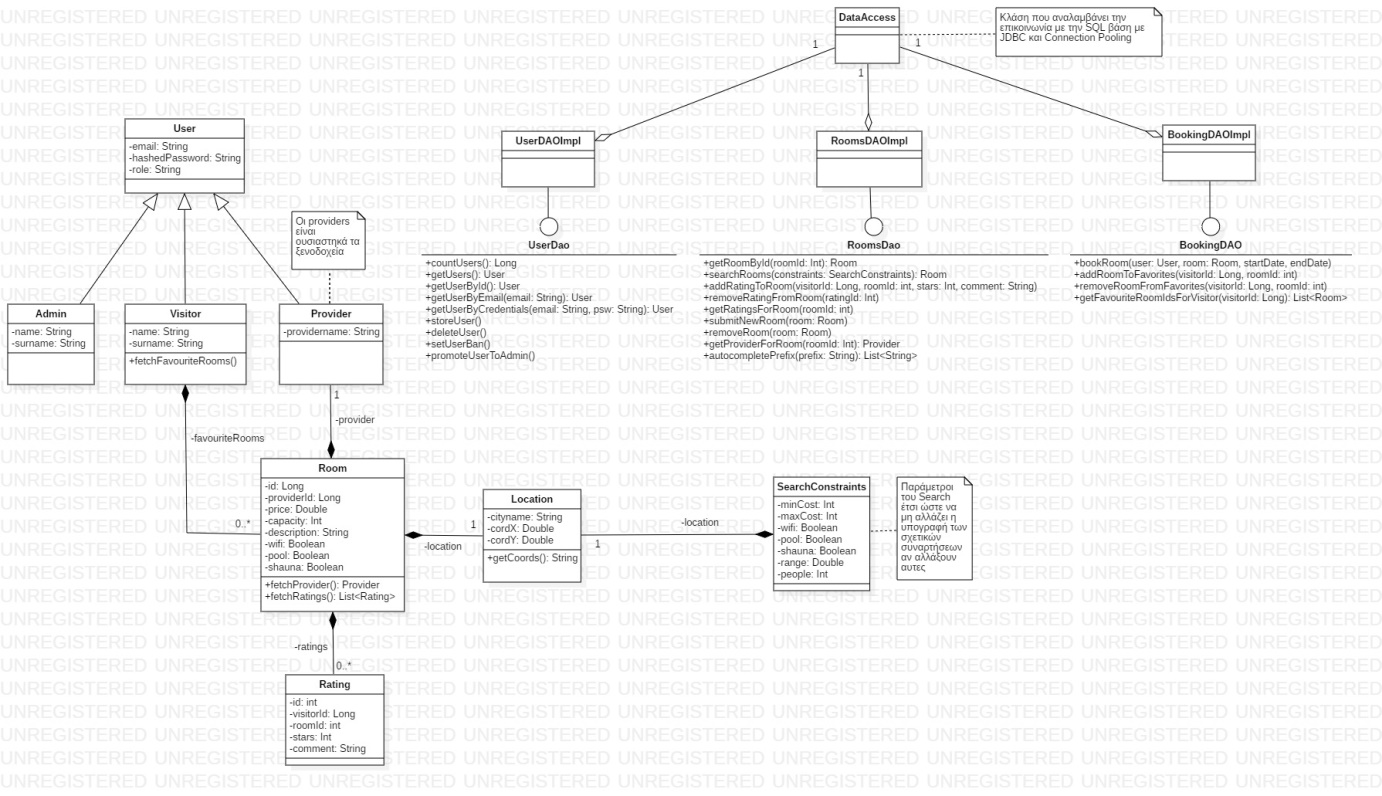 DataAccess
Κλάση που αναλαμβάνει την
επικοινωνία με την SQL βάση με
JDBC και Connection Pooling
1
1
1
User
-email: String
-hashedPassword: String
-role: String
UserDAOImpl
RoomsDAOImpl
BookingDAOImpl
Οι providers
είναι
ουσιαστηκά τα
ξενοδοχεία
UserDao
+countUsers(): Long
+getUsers(): User
+getUserById(): User
+getUserByEmail(email: String): User
+getUserByCredentials(email: String, psw: String): User
+storeUser()
+deleteUser()
+setUserBan()
+promoteUserToAdmin()
RoomsDao
+getRoomById(roomId: Int): Room
+searchRooms(constraints: SearchConstraints): Room
+addRatingToRoom(visitorId: Long, roomId: int, stars: Int, comment: String)
+removeRatingFromRoom(ratingId: Int)
+getRatingsForRoom(roomId: int)
+submitNewRoom(room: Room)
+removeRoom(room: Room)
+getProviderForRoom(roomId: Int): Provider
+autocompletePrefix(prefix: String): List<String>
BookingDAO
+bookRoom(user: User, room: Room, startDate, endDate)
+addRoomToFavorites(visitorId: Long, roomId: int)
+removeRoomFromFavorites(visitorId: Long, roomId: int)
+getFavouriteRoomIdsForVisitor(visitorId: Long): List<Room>
Admin
-name: String
-surname: String
Visitor
-name: String
-surname: String
+fetchFavouriteRooms()
Provider
-providername: String
1
-provider
-favouriteRooms
0..*
Room
-id: Long
-providerId: Long
-price: Double
-capacity: Int
-description: String
-wifi: Boolean
-pool: Boolean
-shauna: Boolean
+fetchProvider(): Provider
+fetchRatings(): List<Rating>
1
-location
Location
-cityname: String
-cordX: Double
-cordY: Double
+getCoords(): String
1
-location
SearchConstraints
-minCost: Int
-maxCost: Int
-wifi: Boolean
-pool: Boolean
-shauna: Boolean
-range: Double
-people: Int
Παράμετροι
του Search
έτσι ώστε να
μη αλλάζει η
υπογραφή των
σχετικών
συναρτήσεων
αν αλλάξουν
αυτες
-ratings
0..*
Rating
-id: int
-visitorId: Long
-roomId: int
-stars: Int
-comment: String
UNREGISTERED